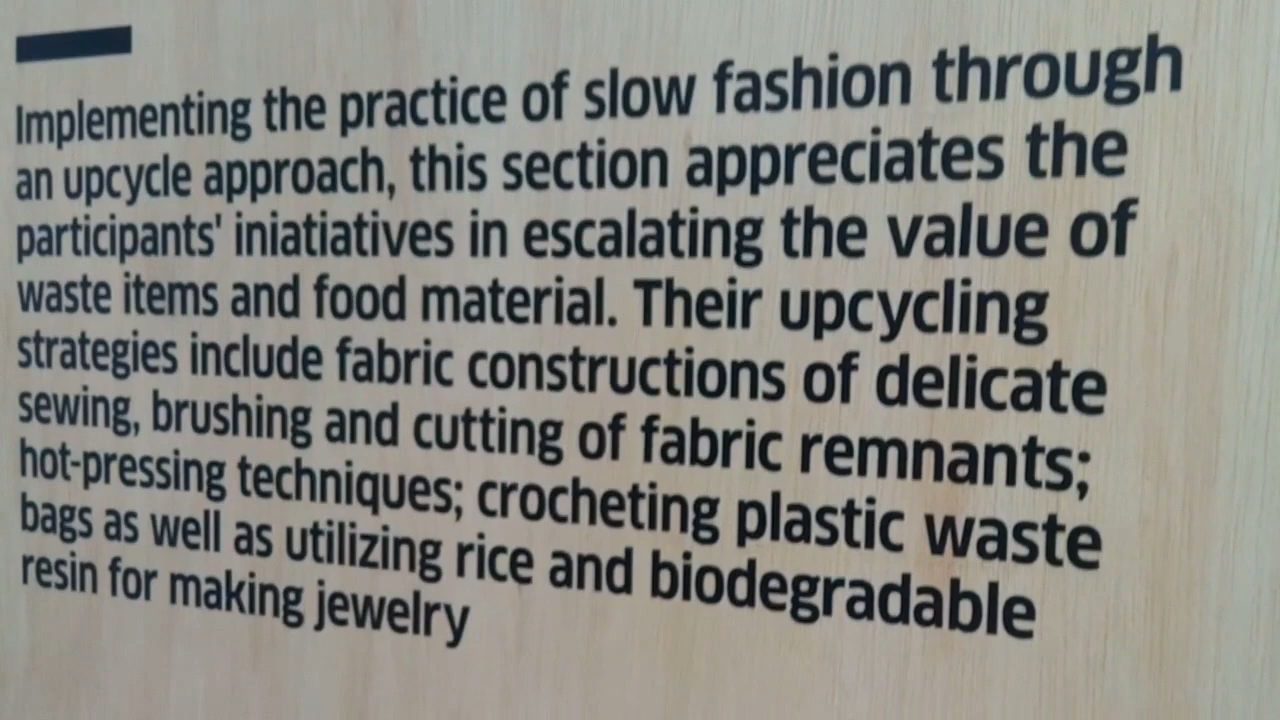 Implementing the practice of slow fashion through
an upcycle approach, this section appreciates the
participants' iniatiatives in escalating the value of
waste items and food material. Their upcycling
strategies include fabric constructions of delicate
sewing, brushing and cutting of fabric remnants;
hot-pressing techniques; crocheting plastic waste
bags as well as utilizing rice and biodegradable
resin for making jewelry